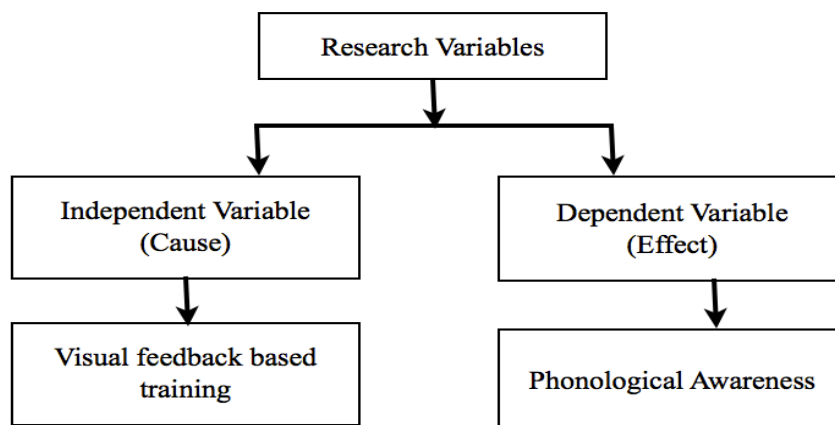 Research Variables
Independent Variable
(Cause)
Dependent Variable
(Effect)
Visual feedback based
training
Phonological Awareness